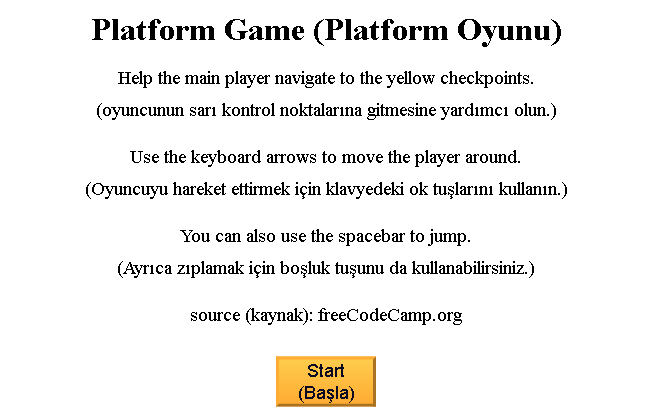 Platform Game (Platform Oyunu)
Help the main player navigate to the yellow checkpoints.
(oyuncunun sarı kontrol noktalarına gitmesine yardımcı olun.)
Use the keyboard arrows to move the player around.
(Oyuncuyu hareket ettirmek için klavyedeki ok tuşlarını kullanın.)
You can also use the spacebar to jump.
(Ayrıca zıplamak için boşluk tuşunu da kullanabilirsiniz.)
source (kaynak): freeCodeCamp.org
Start
(Başla)